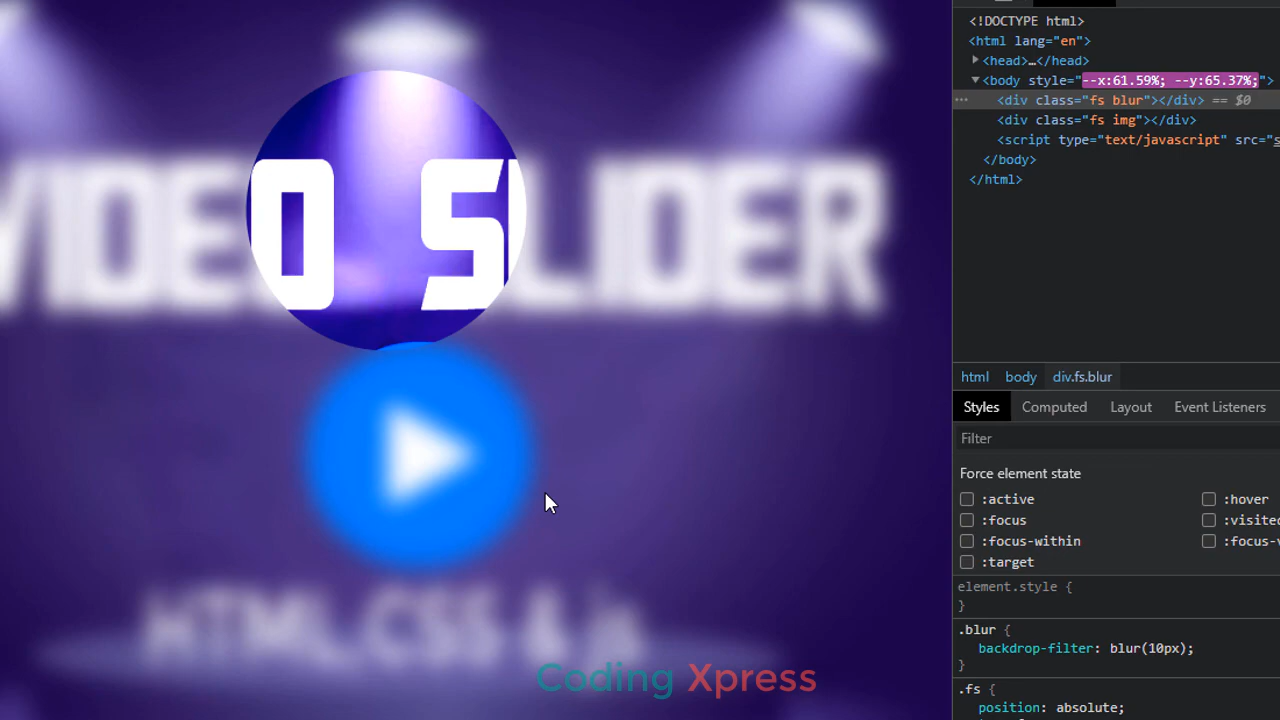 VIDEO SLIDER
HTML CSS & js
Coding Xpress
<!DOCTYPE html>
<html lang="en">
<head>…</head>
<body style="--x:61.59%; --y:65.37%;">
<div class="fs blur"></div> == $0
<div class="fs img"></div>
<script type="text/javascript" src="s
</body>
</html>
html body div.fs.blur
Styles Computed Layout Event Listeners
Filter
Force element state
:active :hover
:focus :visited
:focus-within :focus-v
:target
element.style {
}
.blur {
backdrop-filter: blur(10px);
}
.fs {
position: absolute;